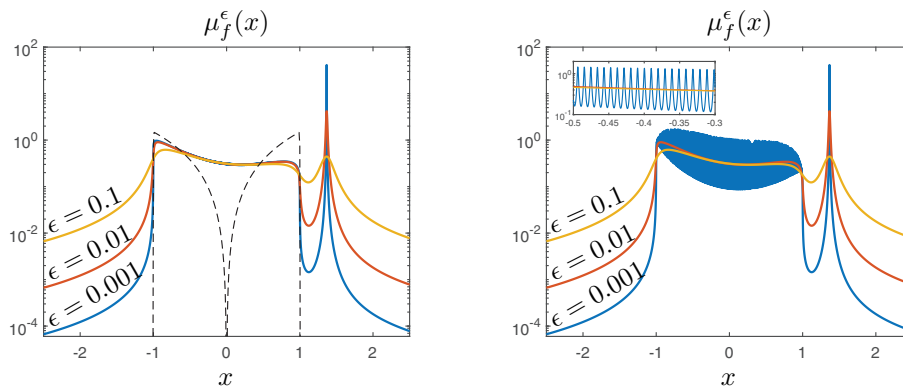 μ_f^ϵ(x)
10^2
10^0
10^-2
10^-4
ϵ = 0.1
ϵ = 0.01
ϵ = 0.001
-2 -1 0 1 2
x
μ_f^ϵ(x)
10^2
10^0
10^-2
10^-4
10^0
10^-1
-0.5 -0.45 -0.4 -0.35 -0.3
ϵ = 0.1
ϵ = 0.01
ϵ = 0.001
-2 -1 0 1 2
x